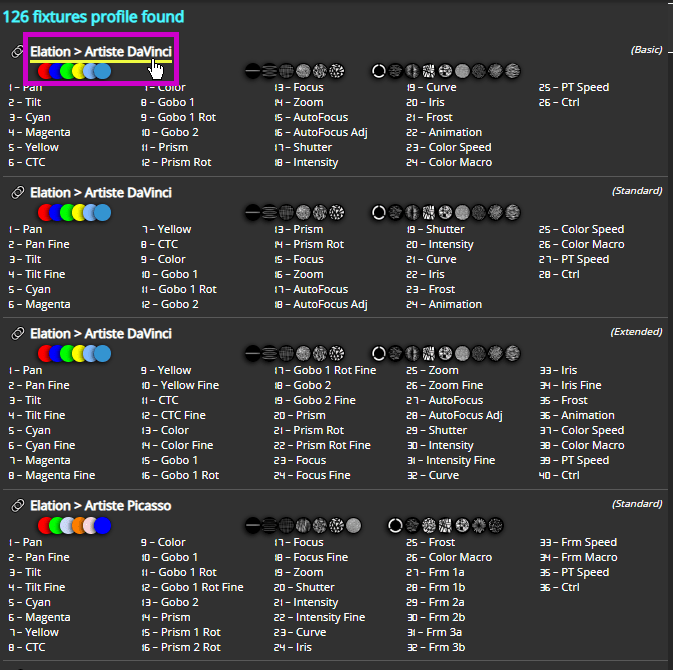 126 fixtures profile found
Elation > Artiste DaVinci (Basic)
1 - Pan 7 - Color 13 - Focus 19 - Curve 25 - PT Speed
2 - Tilt 8 - Gobo 1 14 - Zoom 20 - Iris 26 - Ctrl
3 - Cyan 9 - Gobo 1 Rot 15 - AutoFocus 21 - Frost
4 - Magenta 10 - Gobo 2 16 - AutoFocus Adj 22 - Animation
5 - Yellow 11 - Prism 17 - Shutter 23 - Color Speed
6 - CTC 12 - Prism Rot 18 - Intensity 24 - Color Macro
Elation > Artiste DaVinci (Standard)
1 - Pan 7 - Yellow 13 - Prism 19 - Shutter 25 - Color Speed
2 - Pan Fine 8 - CTC 14 - Prism Rot 20 - Intensity 26 - Color Macro
3 - Tilt 9 - Color 15 - Focus 21 - Curve 27 - PT Speed
4 - Tilt Fine 10 - Gobo 1 16 - Zoom 22 - Iris 28 - Ctrl
5 - Cyan 11 - Gobo 1 Rot 17 - AutoFocus 23 - Frost
6 - Magenta 12 - Gobo 2 18 - AutoFocus Adj 24 - Animation
Elation > Artiste DaVinci (Extended)
1 - Pan 9 - Yellow 17 - Gobo 1 Rot Fine 25 - Zoom 33 - Iris
2 - Pan Fine 10 - Yellow Fine 18 - Gobo 2 26 - Zoom Fine 34 - Iris Fine
3 - Tilt 11 - CTC 19 - Gobo 2 Fine 27 - AutoFocus 35 - Frost
4 - Tilt Fine 12 - CTC Fine 20 - Prism 28 - AutoFocus Adj 36 - Animation
5 - Cyan 13 - Color 21 - Prism Rot 29 - Shutter 37 - Color Speed
6 - Cyan Fine 14 - Color Fine 22 - Prism Rot Fine 30 - Intensity 38 - Color Macro
7 - Magenta 15 - Gobo 1 23 - Focus 31 - Intensity Fine 39 - PT Speed
8 - Magenta Fine 16 - Gobo 1 Rot 24 - Focus Fine 32 - Curve 40 - Ctrl
Elation > Artiste Picasso (Standard)
1 - Pan 9 - Color 17 - Focus 25 - Frost 33 - Frm Speed
2 - Pan Fine 10 - Gobo 1 18 - Focus Fine 26 - Color Macro 34 - Frm Macro
3 - Tilt 11 - Gobo 1 Rot 19 - Zoom 27 - Frm 1a 35 - PT Speed
4 - Tilt Fine 12 - Gobo 1 Rot Fine 20 - Shutter 28 - Frm 1b 36 - Ctrl
5 - Cyan 13 - Gobo 2 21 - Intensity 29 - Frm 2a
6 - Magenta 14 - Prism 22 - Intensity Fine 30 - Frm 2b
7 - Yellow 15 - Prism 1 Rot 23 - Curve 31 - Frm 3a
8 - CTC 16 - Prism 2 Rot 24 - Iris 32 - Frm 3b